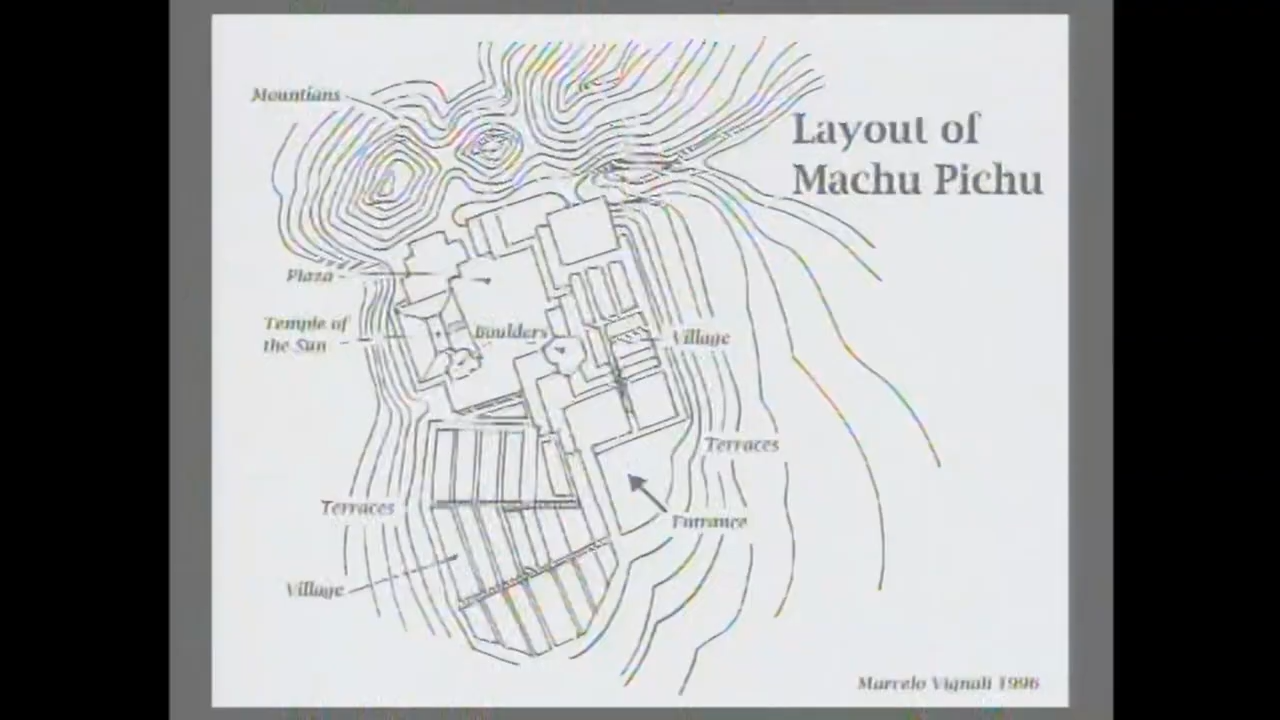 Layout of
Machu Pichu
Mountians
Plaza
Temple of
the Sun
Boulders
Village
Terraces
Terraces
Entrance
Village
Marcelo Vignali 1996